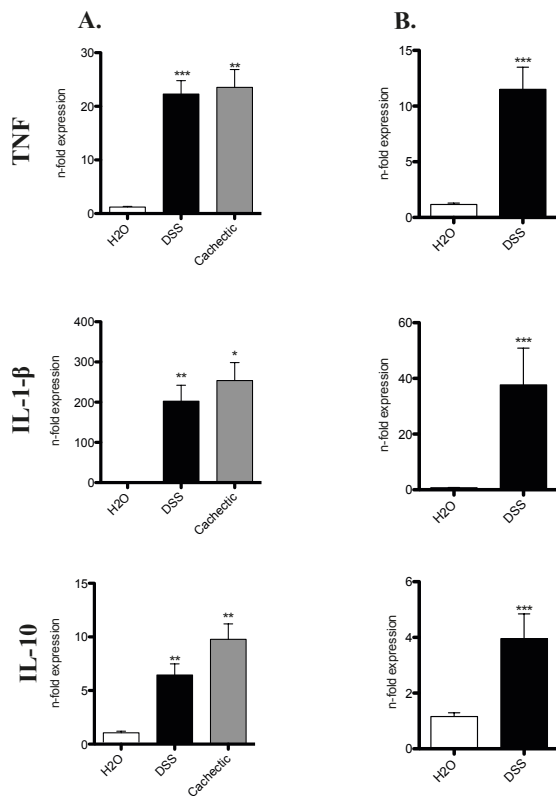 A.
B.
TNF
n-fold expression
30
20
10
0
***
**
H2O
DSS
Cachectic
n-fold expression
15
10
5
0
***
H2O
DSS
IL-1-β
n-fold expression
400
300
200
100
0
**
*
H2O
DSS
Cachectic
n-fold expression
60
40
20
0
***
H2O
DSS
IL-10
n-fold expression
15
10
5
0
**
**
H2O
DSS
Cachectic
n-fold expression
6
4
2
0
***
H2O
DSS